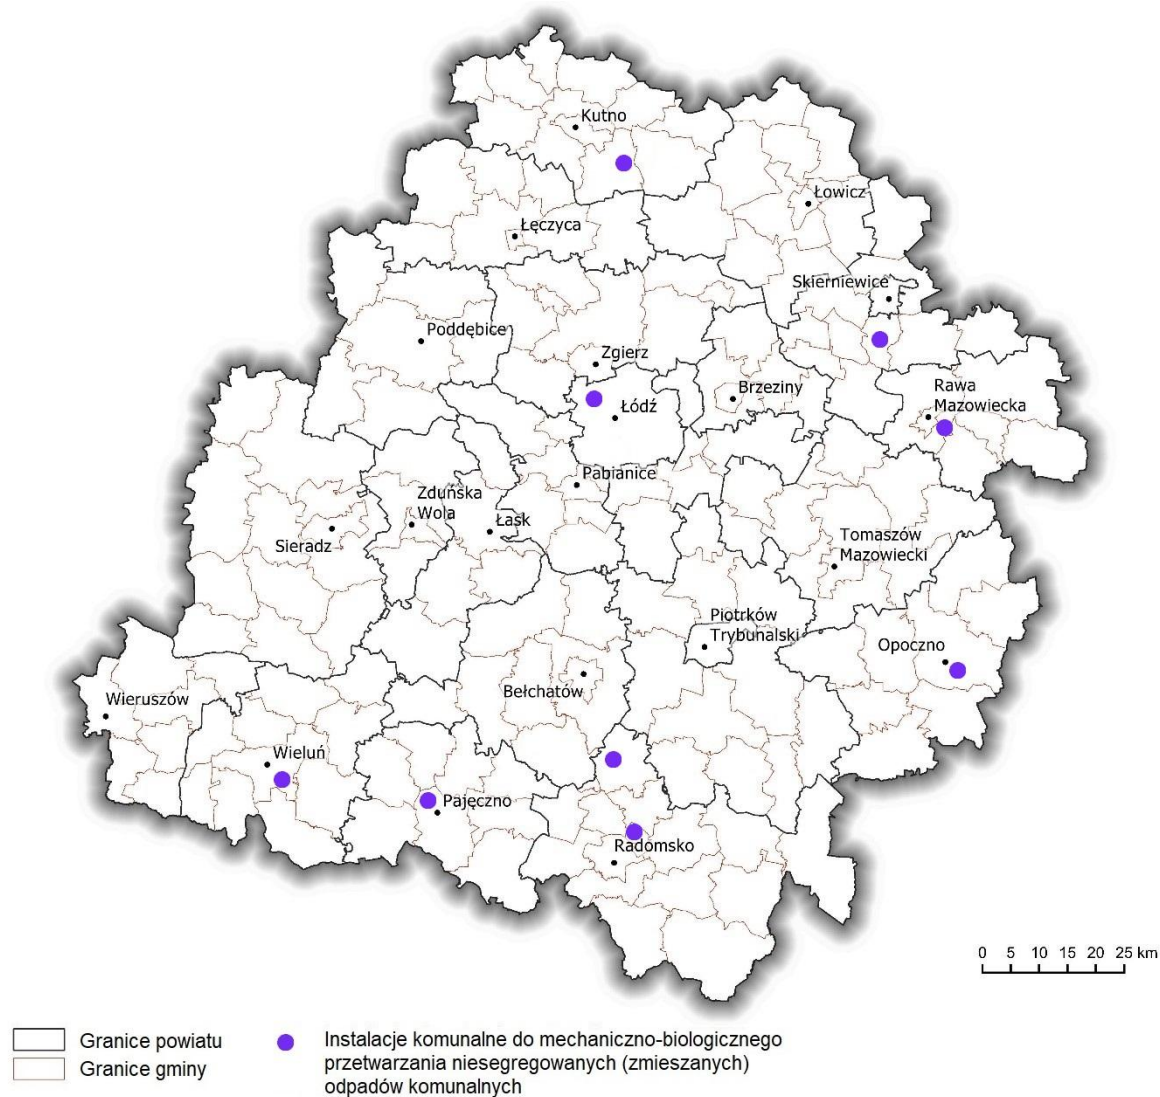 Kutno
Łowicz
Łęczyca
Skierniewice
Poddębice
Zgierz
Brzeziny
Rawa
Mazowiecka
Łódź
Pabianice
Zduńska
Wola
Łask
Sieradz
Tomaszów
Mazowiecki
Piotrków
Trybunalski
Opoczno
Bełchatów
Wieruszów
Wieluń
Pajęczno
Radomsko
0 5 10 15 20 25 km
Granice powiatu
Granice gminy
Instalacje komunalne do mechaniczno-biologicznego
przetwarzania niesegregowanych (zmieszanych)
odpadów komunalnych